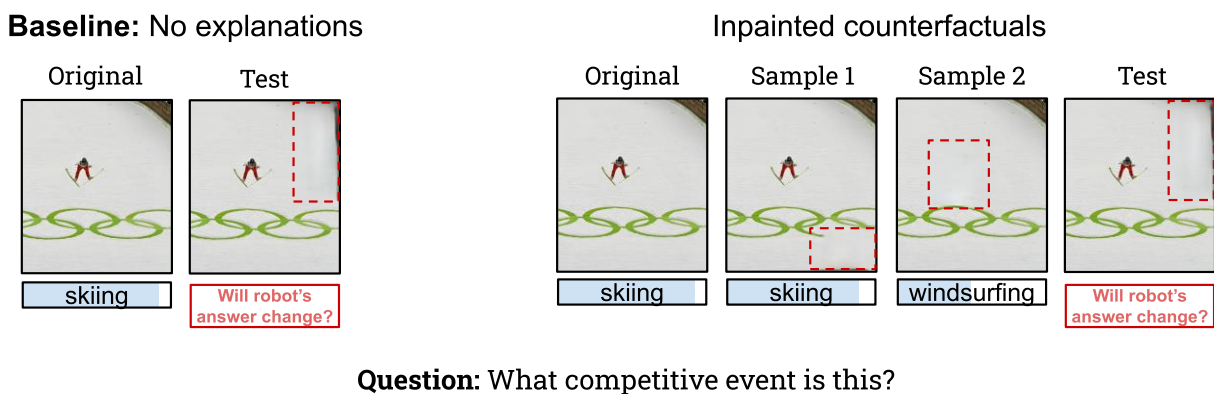 Baseline: No explanations
Original
Test
skiing
Will robot's
answer change?
Inpainted counterfactuals
Original
Sample 1
Sample 2
Test
skiing
skiing
windsurfing
Will robot's
answer change?
Question: What competitive event is this?